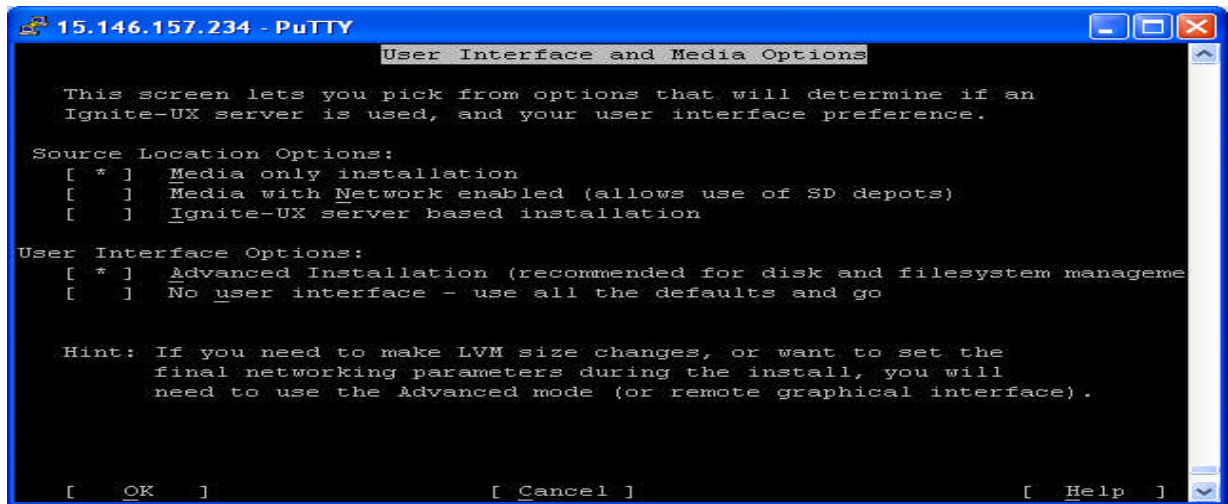 15.146.157.234 - PuTTY
User Interface and Media Options
This screen lets you pick from options that will determine if an
Ignite-UX server is used, and your user interface preference.
Source Location Options:
[ * ] Media only installation
[   ] Media with Network enabled (allows use of SD depots)
[   ] Ignite-UX server based installation
User Interface Options:
[ * ] Advanced Installation (recommended for disk and filesystem manageme
[   ] No user interface - use all the defaults and go
Hint: If you need to make LVM size changes, or want to set the
final networking parameters during the install, you will
need to use the Advanced mode (or remote graphical interface).
[ OK ] [ Cancel ] [ Help ]